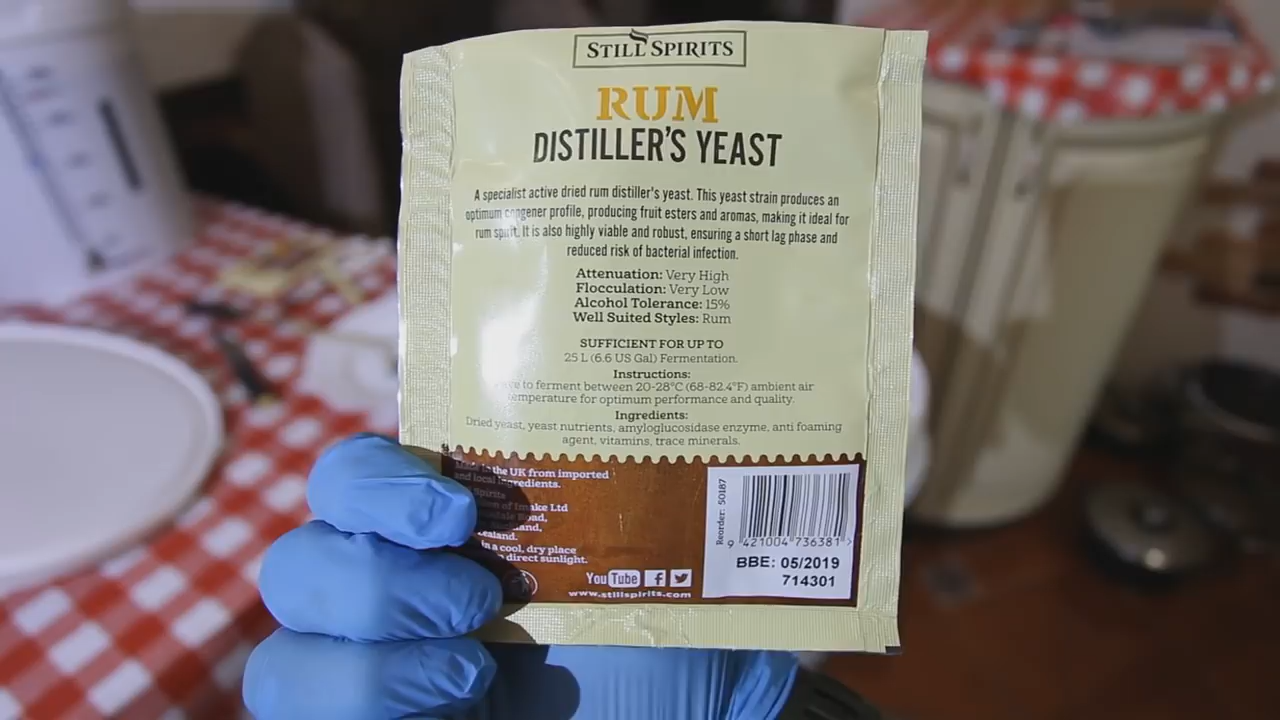 STILL SPIRITS
RUM
DISTILLER'S YEAST
A specialist active dried rum distiller's yeast. This yeast strain produces an
optimum congener profile, producing fruit esters and aromas, making it ideal for
rum spirit. It is also highly viable and robust, ensuring a short lag phase and
reduced risk of bacterial infection.
Attenuation: Very High
Flocculation: Very Low
Alcohol Tolerance: 15%
Well Suited Styles: Rum
SUFFICIENT FOR UP TO
25 L (6.6 US Gal) Fermentation.
Instructions:
to ferment between 20-28°C (68-82.4°F) ambient air
temperature for optimum performance and quality.
Ingredients:
Dried yeast, yeast nutrients, amyloglucosidase enzyme, anti foaming
agent, vitamins, trace minerals.
in the UK from imported
and local ingredients.
Spirits
of Imake Ltd
Road,
in a cool, dry place
direct sunlight.
YouTube
www.stillspirits.com
Reorder: 50187
9 421004 736381 >
BBE: 05/2019
714301